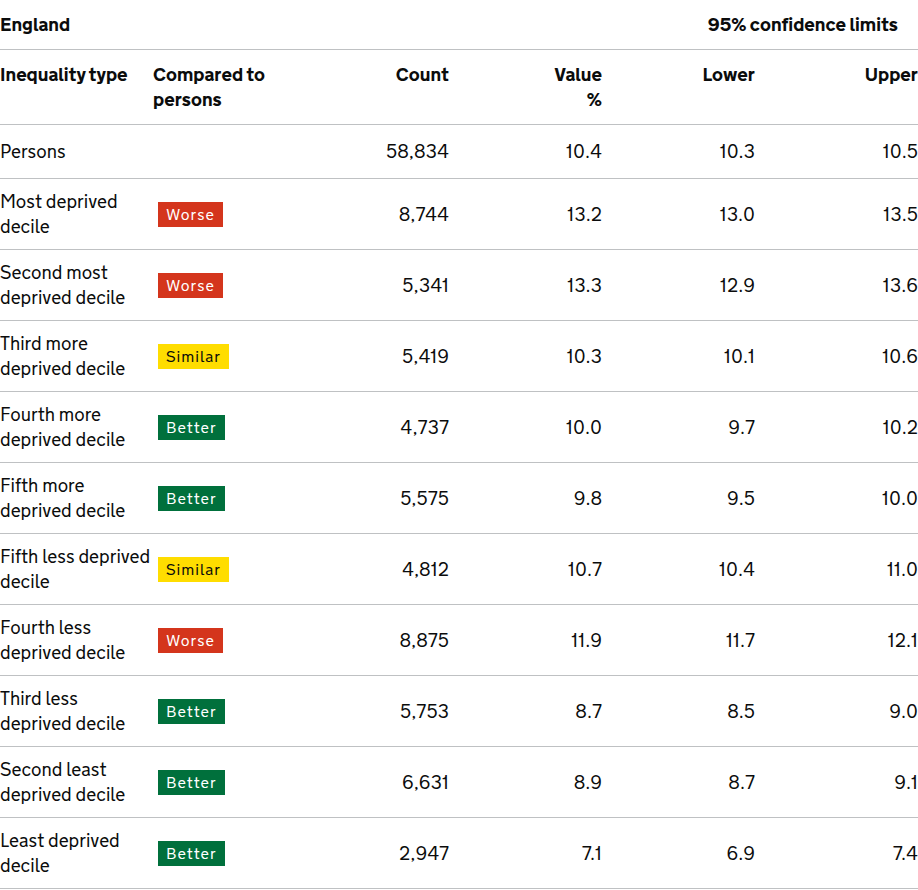 England 95% confidence limits
Inequality type Compared to persons Count Value % Lower Upper
Persons 58,834 10.4 10.3 10.5
Most deprived decile Worse 8,744 13.2 13.0 13.5
Second most deprived decile Worse 5,341 13.3 12.9 13.6
Third more deprived decile Similar 5,419 10.3 10.1 10.6
Fourth more deprived decile Better 4,737 10.0 9.7 10.2
Fifth more deprived decile Better 5,575 9.8 9.5 10.0
Fifth less deprived decile Similar 4,812 10.7 10.4 11.0
Fourth less deprived decile Worse 8,875 11.9 11.7 12.1
Third less deprived decile Better 5,753 8.7 8.5 9.0
Second least deprived decile Better 6,631 8.9 8.7 9.1
Least deprived decile Better 2,947 7.1 6.9 7.4